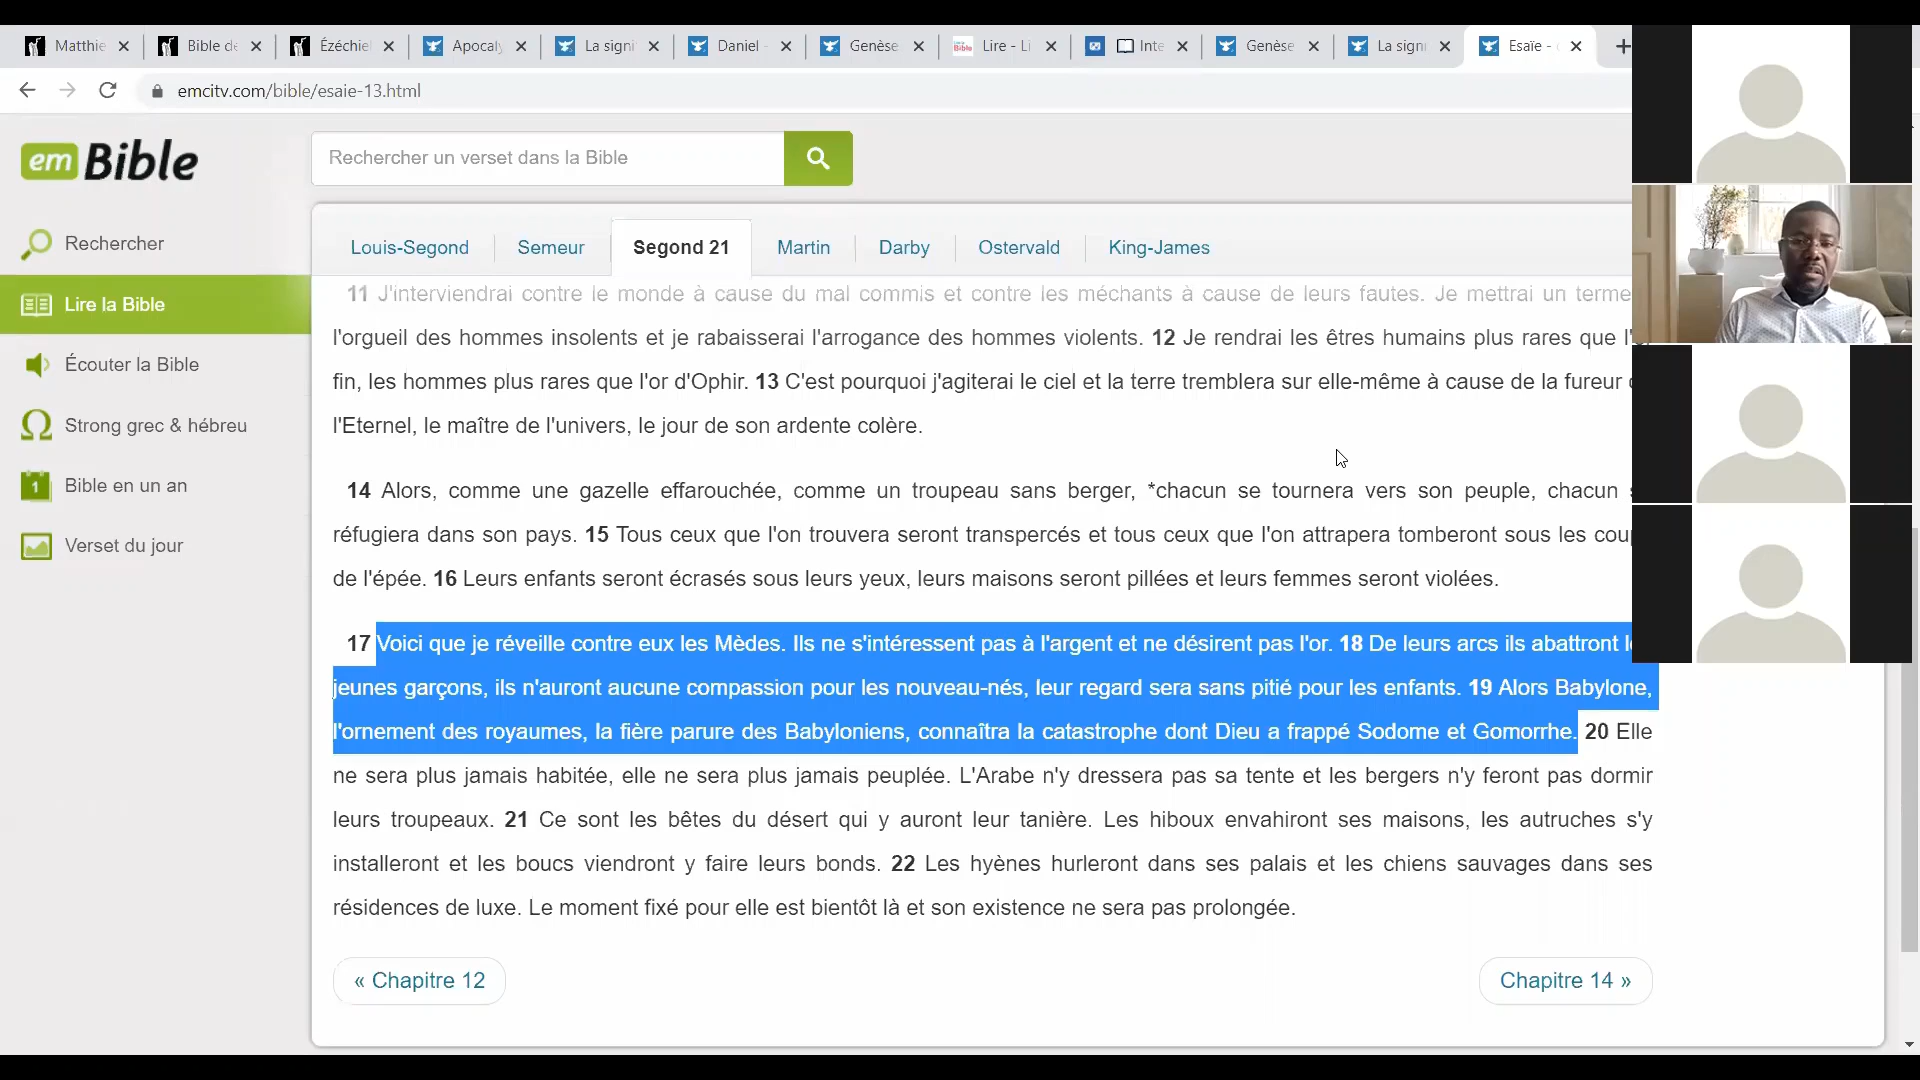 Matthie
Bible de
Ézéchiel
Apocaly
La signi
Daniel -
Genèse
Lire - Li
Inte
Genèse
La signi
Esaïe -
emcitv.com/bible/esaie-13.html
em Bible
Rechercher un verset dans la Bible
Rechercher
Lire la Bible
Écouter la Bible
Strong grec & hébreu
1
Bible en un an
Verset du jour
Louis-Segond
Semeur
Segond 21
Martin
Darby
Ostervald
King-James
11 J'interviendrai contre le monde à cause du mal commis et contre les méchants à cause de leurs fautes. Je mettrai un terme
l'orgueil des hommes insolents et je rabaisserai l'arrogance des hommes violents. 12 Je rendrai les êtres humains plus rares que
fin, les hommes plus rares que l'or d'Ophir. 13 C'est pourquoi j'agiterai le ciel et la terre tremblera sur elle-même à cause de la fureur
l'Eternel, le maître de l'univers, le jour de son ardente colère.
14 Alors, comme une gazelle effarouchée, comme un troupeau sans berger, *chacun se tournera vers son peuple, chacun
réfugiera dans son pays. 15 Tous ceux que l'on trouvera seront transpercés et tous ceux que l'on attrapera tomberont sous les
de l'épée. 16 Leurs enfants seront écrasés sous leurs yeux, leurs maisons seront pillées et leurs femmes seront violées.
17 Voici que je réveille contre eux les Mèdes. Ils ne s'intéressent pas à l'argent et ne désirent pas l'or. 18 De leurs arcs ils abattront
jeunes garçons, ils n'auront aucune compassion pour les nouveau-nés, leur regard sera sans pitié pour les enfants. 19 Alors Babylone,
l'ornement des royaumes, la fière parure des Babyloniens, connaîtra la catastrophe dont Dieu a frappé Sodome et Gomorrhe. 20 Elle
ne sera plus jamais habitée, elle ne sera plus jamais peuplée. L'Arabe n'y dressera pas sa tente et les bergers n'y feront pas dormir
leurs troupeaux. 21 Ce sont les bêtes du désert qui y auront leur tanière. Les hiboux envahiront ses maisons, les autruches s'y
installeront et les boucs viendront y faire leurs bonds. 22 Les hyènes hurleront dans ses palais et les chiens sauvages dans ses
résidences de luxe. Le moment fixé pour elle est bientôt là et son existence ne sera pas prolongée.
« Chapitre 12
Chapitre 14 »